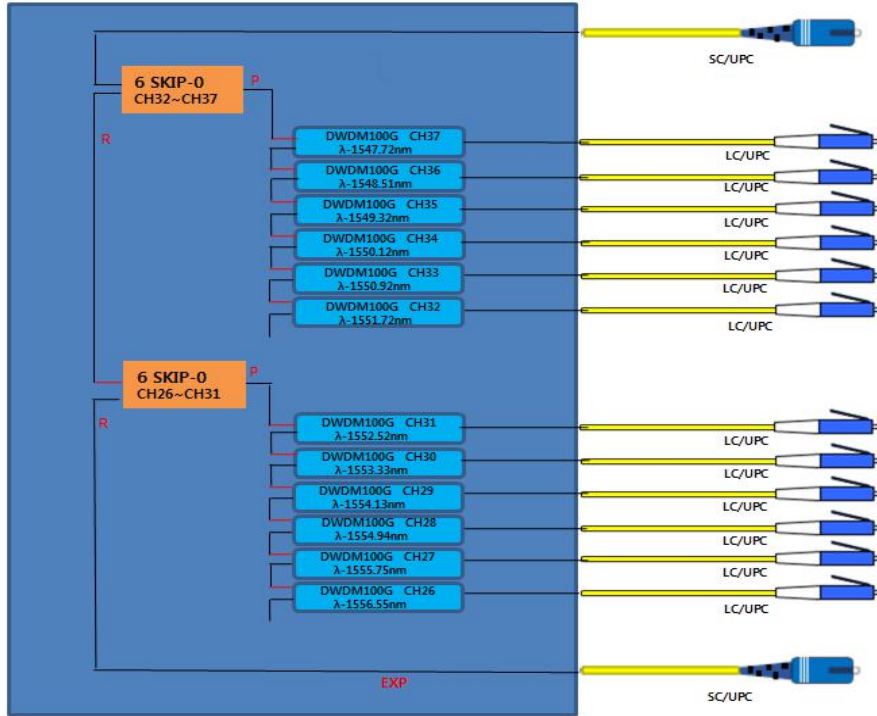 SC/UPC
6 SKIP-0
CH32~CH37
P
R
DWDM100G CH37
λ-1547.72nm
LC/UPC
DWDM100G CH36
λ-1548.51nm
LC/UPC
DWDM100G CH35
λ-1549.32nm
LC/UPC
DWDM100G CH34
λ-1550.12nm
LC/UPC
DWDM100G CH33
λ-1550.92nm
LC/UPC
DWDM100G CH32
λ-1551.72nm
LC/UPC
6 SKIP-0
CH26~CH31
P
R
DWDM100G CH31
λ-1552.52nm
LC/UPC
DWDM100G CH30
λ-1553.33nm
LC/UPC
DWDM100G CH29
λ-1554.13nm
LC/UPC
DWDM100G CH28
λ-1554.94nm
LC/UPC
DWDM100G CH27
λ-1555.75nm
LC/UPC
DWDM100G CH26
λ-1556.55nm
LC/UPC
EXP
SC/UPC